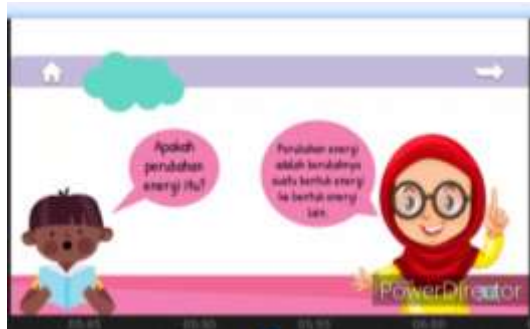 Apakah
perubahan
energi itu?
Perubahan energi
adalah berubahnya
suatu bentuk energi
ke bentuk energi
lain
PowerDirector